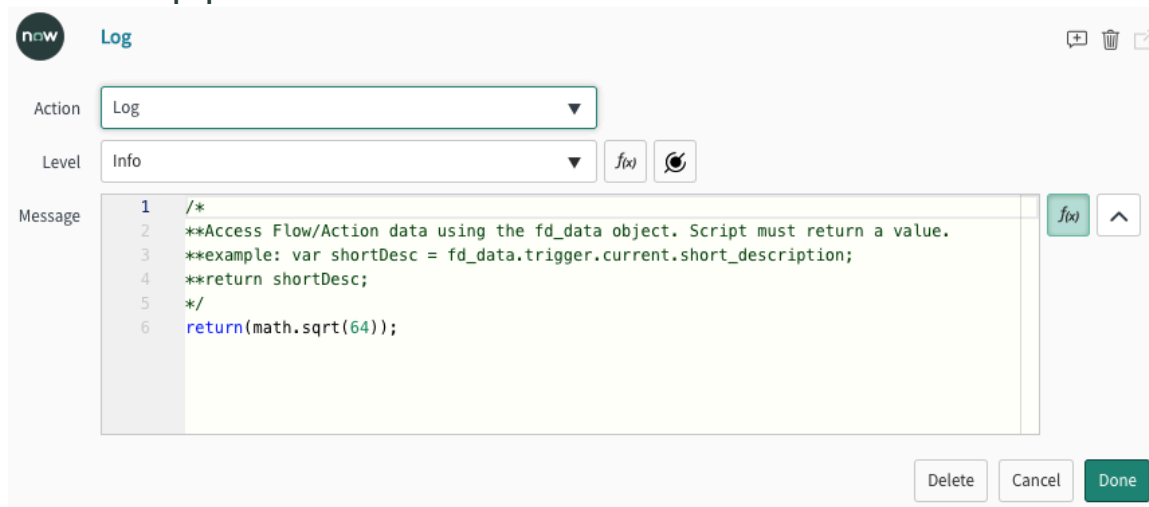 now Log
Action Log
Level Info f(x)
Message 1 /* f(x)
2 **Access Flow/Action data using the fd_data object. Script must return a value.
3 **example: var shortDesc = fd_data.trigger.current.short_description;
4 **return shortDesc;
5 */
6 return(math.sqrt(64));
Delete Cancel Done